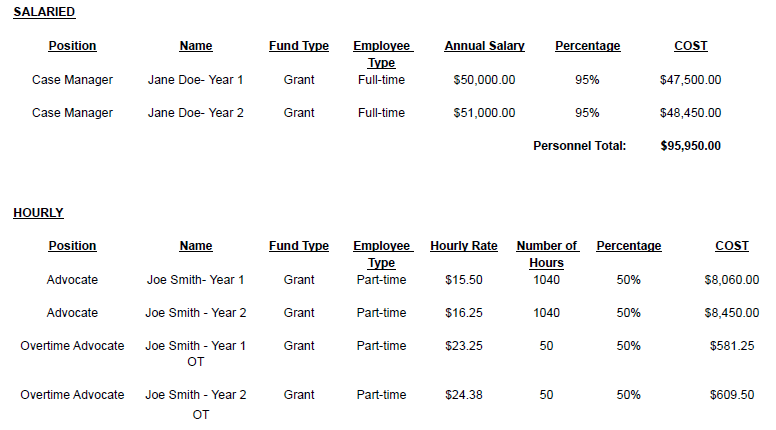 SALARIED
Position Name Fund Type Employee Type Annual Salary Percentage COST
Case Manager Jane Doe- Year 1 Grant Full-time $50,000.00 95% $47,500.00
Case Manager Jane Doe- Year 2 Grant Full-time $51,000.00 95% $48,450.00
Personnel Total: $95,950.00
HOURLY
Position Name Fund Type Employee Type Hourly Rate Number of Hours Percentage COST
Advocate Joe Smith- Year 1 Grant Part-time $15.50 1040 50% $8,060.00
Advocate Joe Smith - Year 2 Grant Part-time $16.25 1040 50% $8,450.00
Overtime Advocate Joe Smith - Year 1 OT Grant Part-time $23.25 50 50% $581.25
Overtime Advocate Joe Smith - Year 2 OT Grant Part-time $24.38 50 50% $609.50